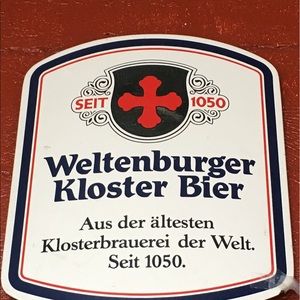 SEIT 1050
Weltenburger
Kloster Bier
Aus der ältesten
Klosterbrauerei der Welt.
Seit 1050.